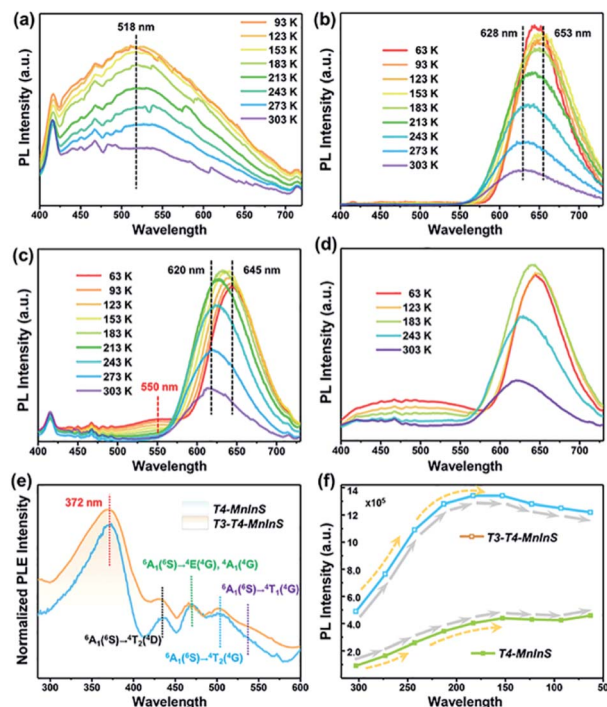 (a)
518 nm
93 K
123 K
153 K
183 K
213 K
243 K
273 K
303 K
PL Intensity (a.u.)
400 450 500 550 600 650 700
(b)
628 nm
653 nm
63 K
93 K
123 K
153 K
183 K
213 K
243 K
273 K
303 K
PL Intensity (a.u.)
400 450 500 550 600 650 700
(c)
620 nm
645 nm
63 K
93 K
123 K
153 K
183 K
213 K
243 K
273 K
303 K
550 nm
PL Intensity (a.u.)
400 450 500 550 600 650 700
(d)
63 K
123 K
183 K
243 K
303 K
PL Intensity (a.u.)
400 450 500 550 600 650 700
(e)
372 nm
T4-MnInS
T3-T4-MnInS
⁶A₁(⁶S)→⁴E(⁴G), ⁴A₁(⁴G)
⁶A₁(⁶S)→⁴T₁(⁴G)
⁶A₁(⁶S)→⁴T₂(⁴D)
⁶A₁(⁶S)→⁴T₂(⁴G)
Normalized PLE Intensity
300 350 400 450 500 550 600
(f)
14
x10⁵
12
10
8.0
6.0
4.0
2.0
T3-T4-MnInS
T4-MnInS
PL Intensity (a.u.)
300 250 200 150 100 50